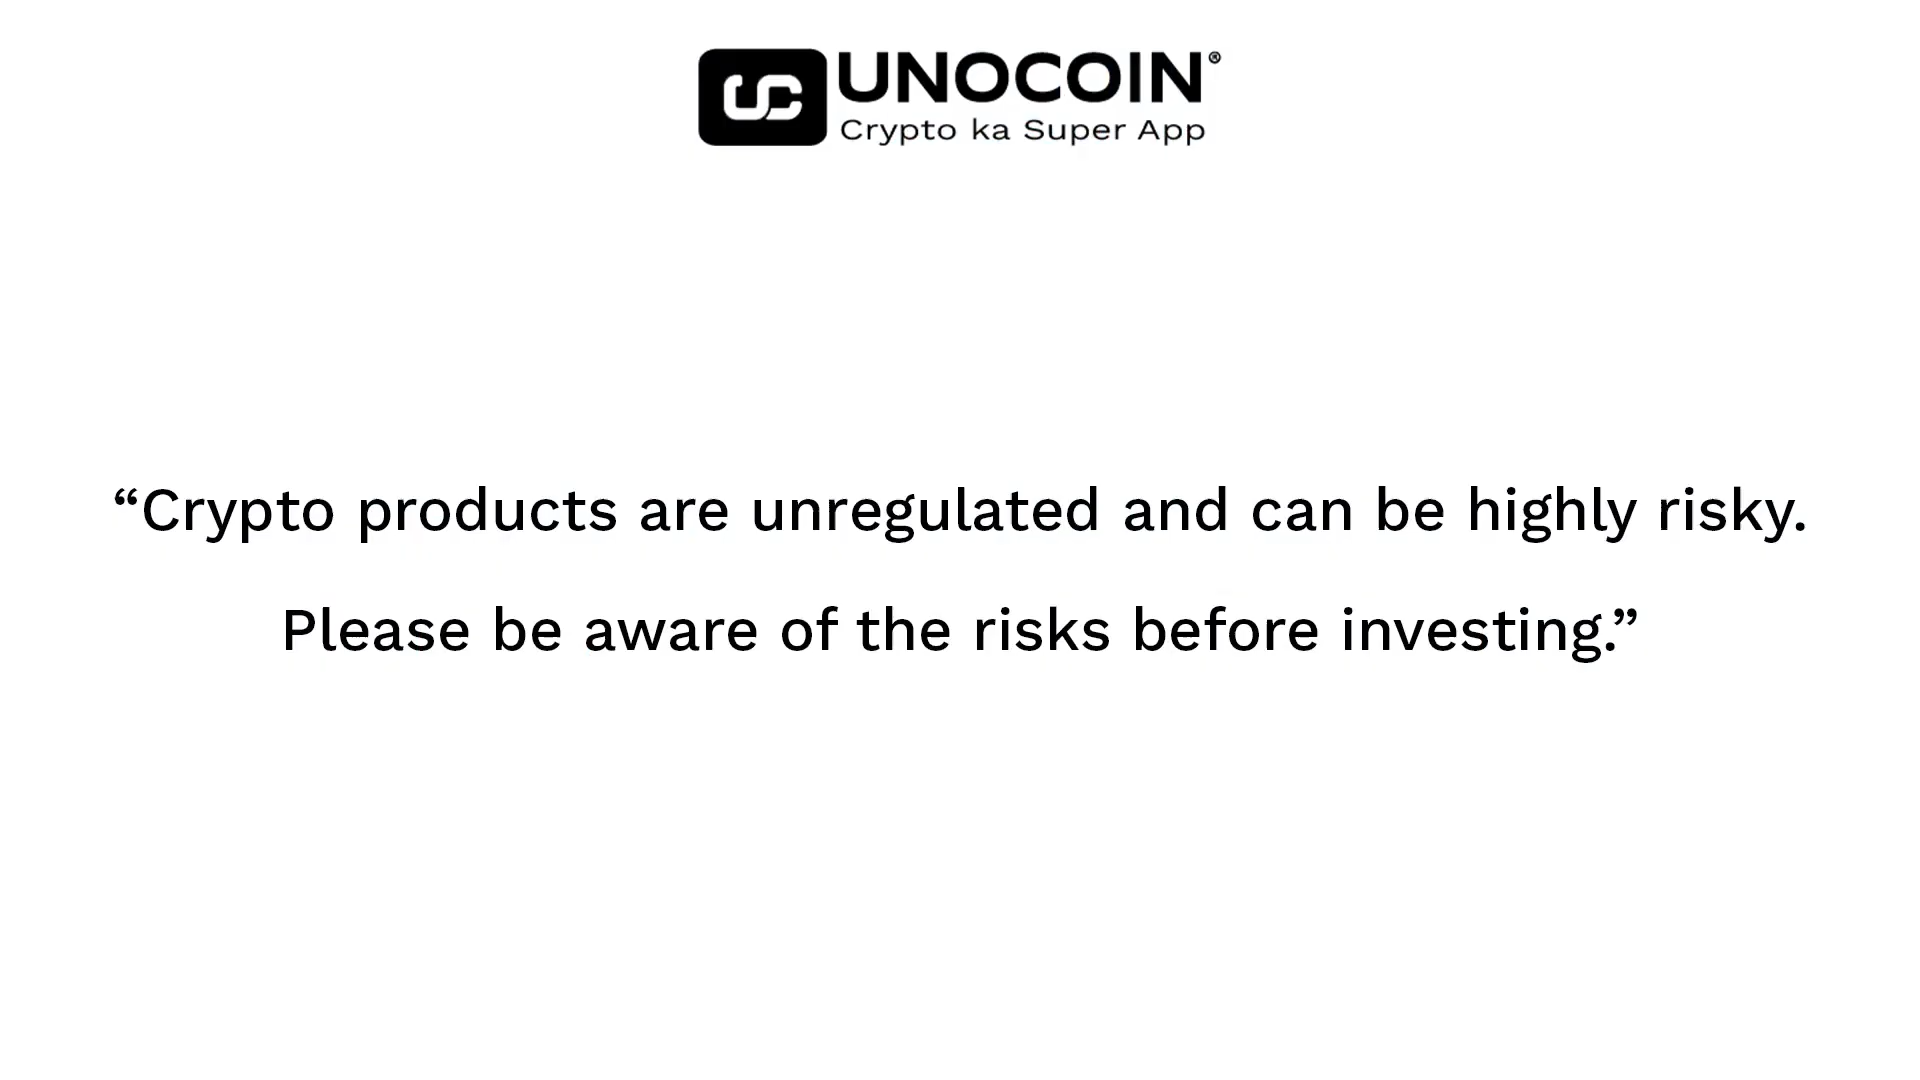 UNOCOIN®
Crypto ka Super App
“Crypto products are unregulated and can be highly risky.
Please be aware of the risks before investing.”